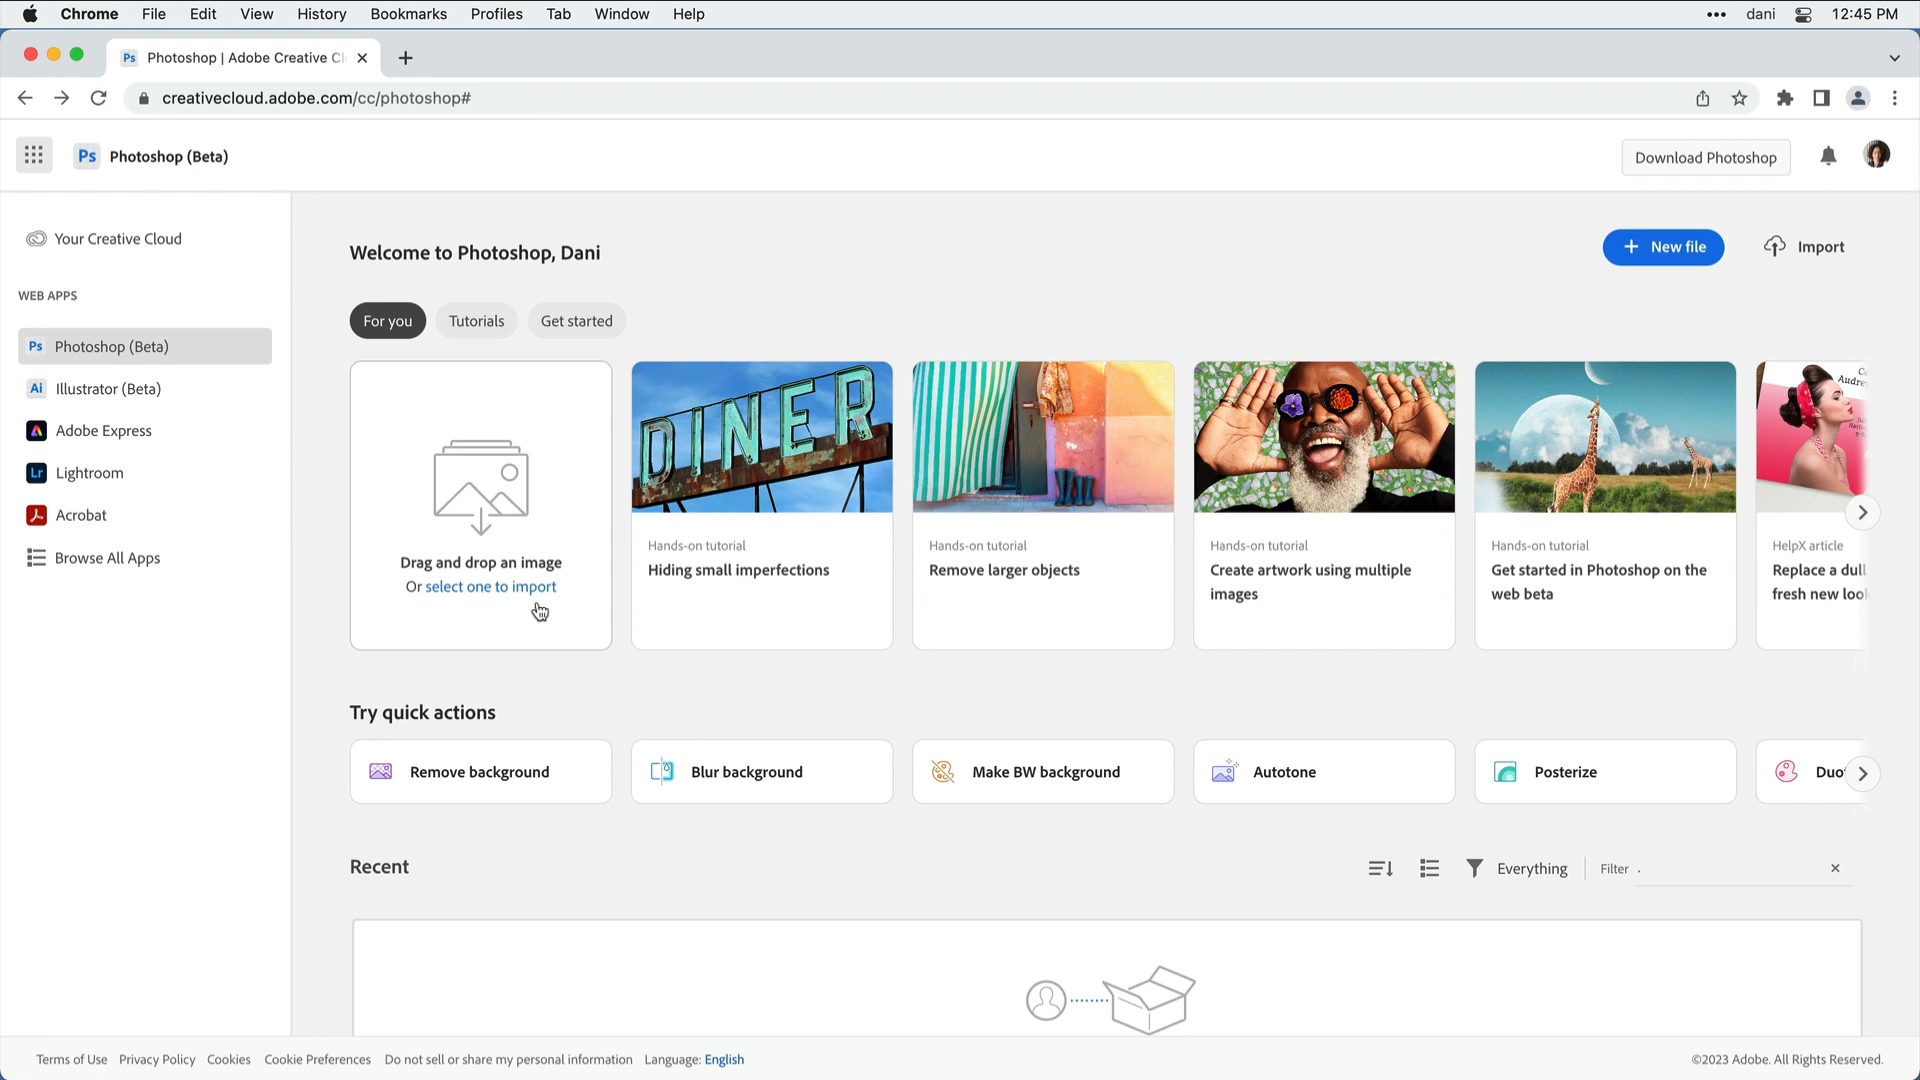 Chrome File Edit View History Bookmarks Profiles Tab Window Help ••• dani 12:45 PM
Ps Photoshop | Adobe Creative Cl
creativecloud.adobe.com/cc/photoshop#
Ps Photoshop (Beta) Download Photoshop
Your Creative Cloud
WEB APPS
Ps Photoshop (Beta)
Ai Illustrator (Beta)
Adobe Express
Lr Lightroom
Acrobat
Browse All Apps
Welcome to Photoshop, Dani
+ New file Import
For you Tutorials Get started
Drag and drop an image
Or select one to import
DINER
Hands-on tutorial
Hiding small imperfections
Hands-on tutorial
Remove larger objects
Hands-on tutorial
Create artwork using multiple
images
Hands-on tutorial
Get started in Photoshop on the
web beta
HelpX article
Replace a dull
fresh new loo
Try quick actions
Remove background Blur background Make BW background Autotone Posterize Duo
Recent
Everything Filter .
Terms of Use Privacy Policy Cookies Cookie Preferences Do not sell or share my personal information Language: English
©2023 Adobe. All Rights Reserved.